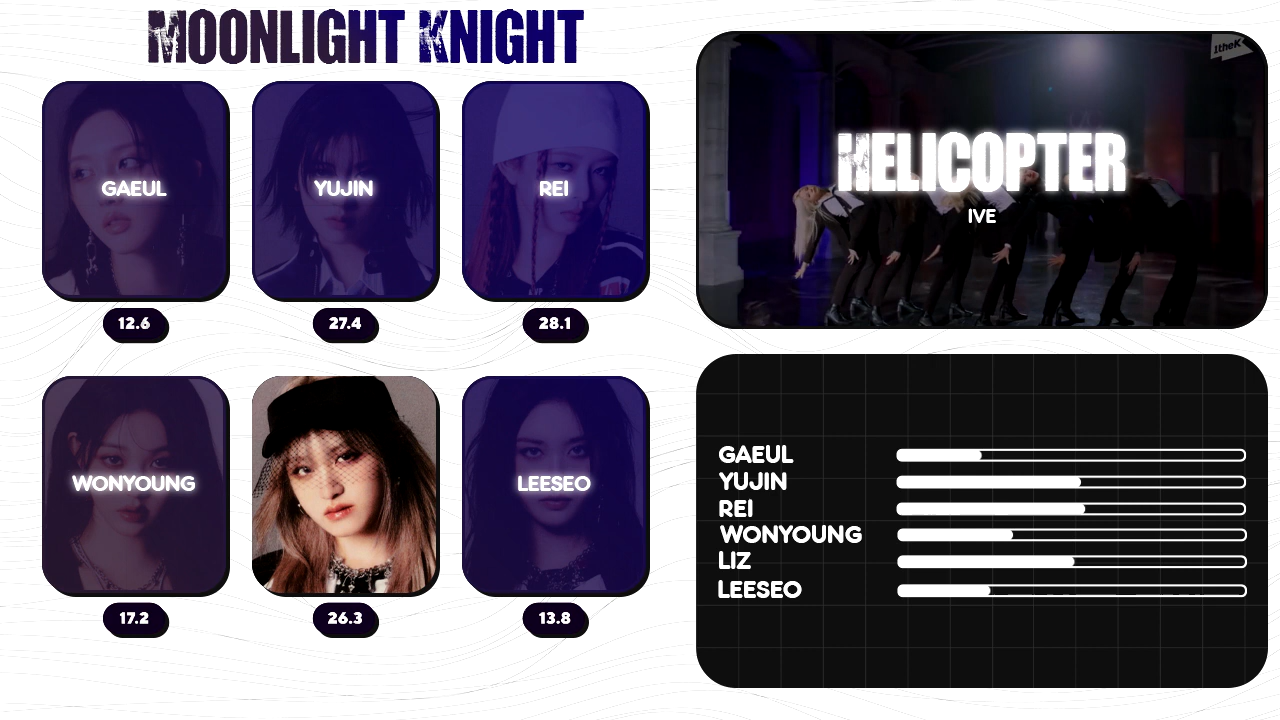 MOONLIGHT KNIGHT
GAEUL
YUJIN
REI
12.6
27.4
28.1
WONYOUNG
LEESEO
17.2
26.3
13.8
1theK
HELICOPTER
IVE
GAEUL
YUJIN
REI
WONYOUNG
LIZ
LEESEO